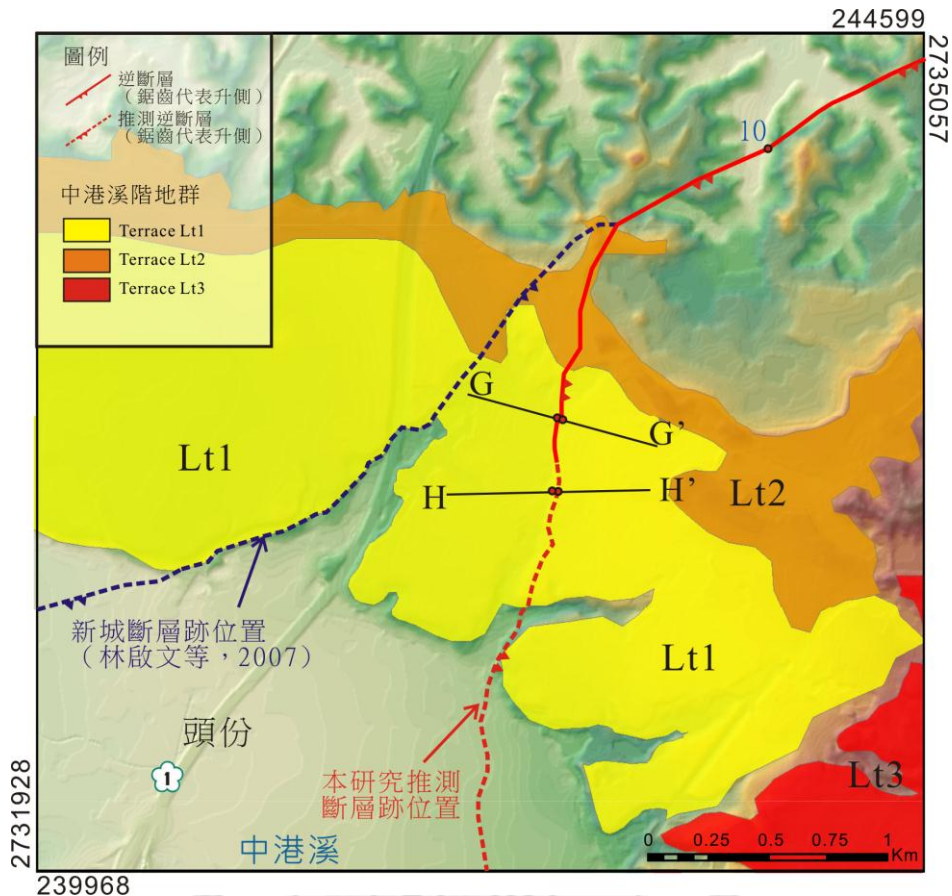 244599
2735057
圖例
逆斷層
（鋸齒代表升側）
推測逆斷層
（鋸齒代表升側）
中港溪階地群
Terrace Lt1
Terrace Lt2
Terrace Lt3
10
G
G’
Lt1
H
H’
Lt2
新城斷層跡位置
（林啟文等，2007）
Lt1
頭份
1
本研究推測
斷層跡位置
Lt3
中港溪
0 0.25 0.5 0.75 1
Km
2731928
239968